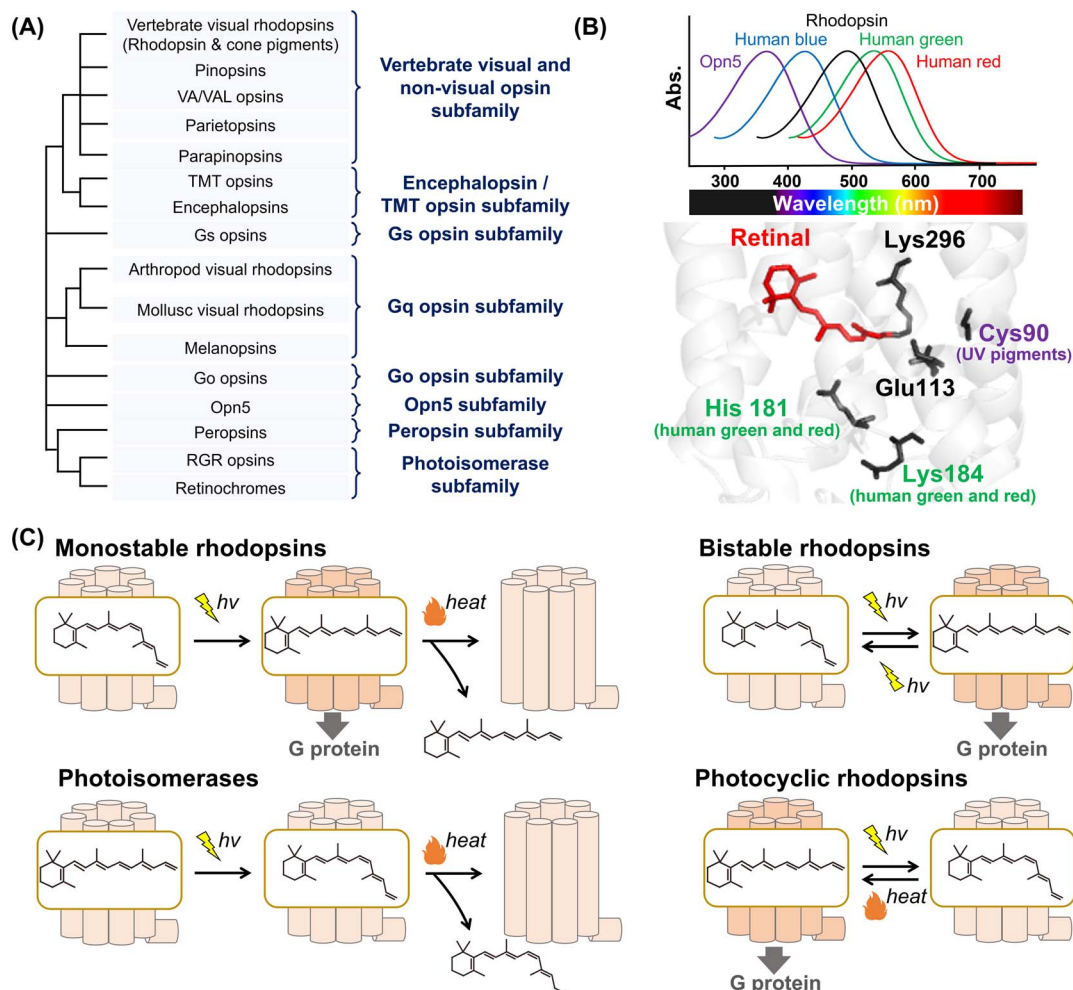 (A)
Vertebrate visual rhodopsins
(Rhodopsin & cone pigments)
Pinopsins
VA/VAL opsins
Parietopsins
Parapinopsins
TMT opsins
Encephalopsins
Gs opsins
Arthropod visual rhodopsins
Mollusc visual rhodopsins
Melanopsins
Go opsins
Opn5
Peropsins
RGR opsins
Retinochromes
Vertebrate visual and
non-visual opsin
subfamily
Encephalopsin /
TMT opsin subfamily
Gs opsin subfamily
Gq opsin subfamily
Go opsin subfamily
Opn5 subfamily
Peropsin subfamily
Photoisomerase
subfamily
(B)
Abs.
Rhodopsin
Human blue
Human green
Opn5
Human red
300 400 500 600 700
Wavelength (nm)
Retinal
Lys296
Cys90
(UV pigments)
Glu113
His 181
(human green and red)
Lys184
(human green and red)
(C)
Monostable rhodopsins
hv
heat
G protein
Bistable rhodopsins
hv
hv
G protein
Photoisomerases
hv
heat
Photocyclic rhodopsins
hv
heat
G protein